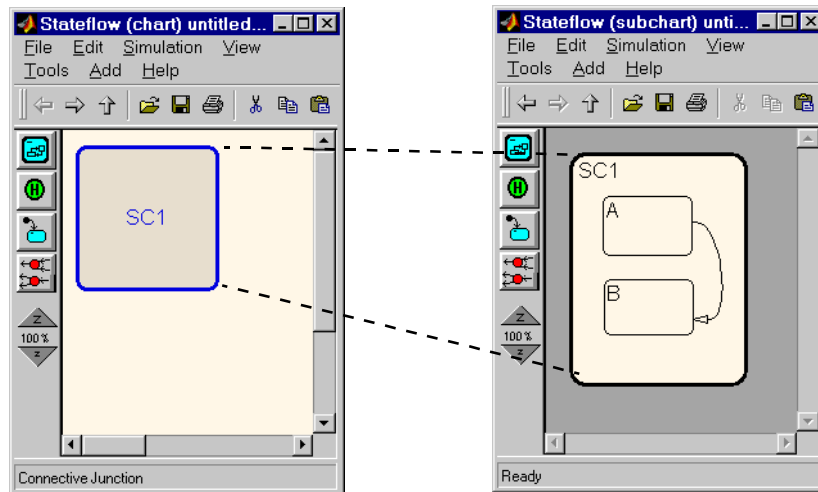 Stateflow (chart) untitled...
File Edit Simulation View
Tools Add Help
SC1
Z
100 %
Z
Connective Junction
Stateflow (subchart) unti...
File Edit Simulation View
Tools Add Help
H
SC1
A
B
Z
100 %
Z
Ready
H